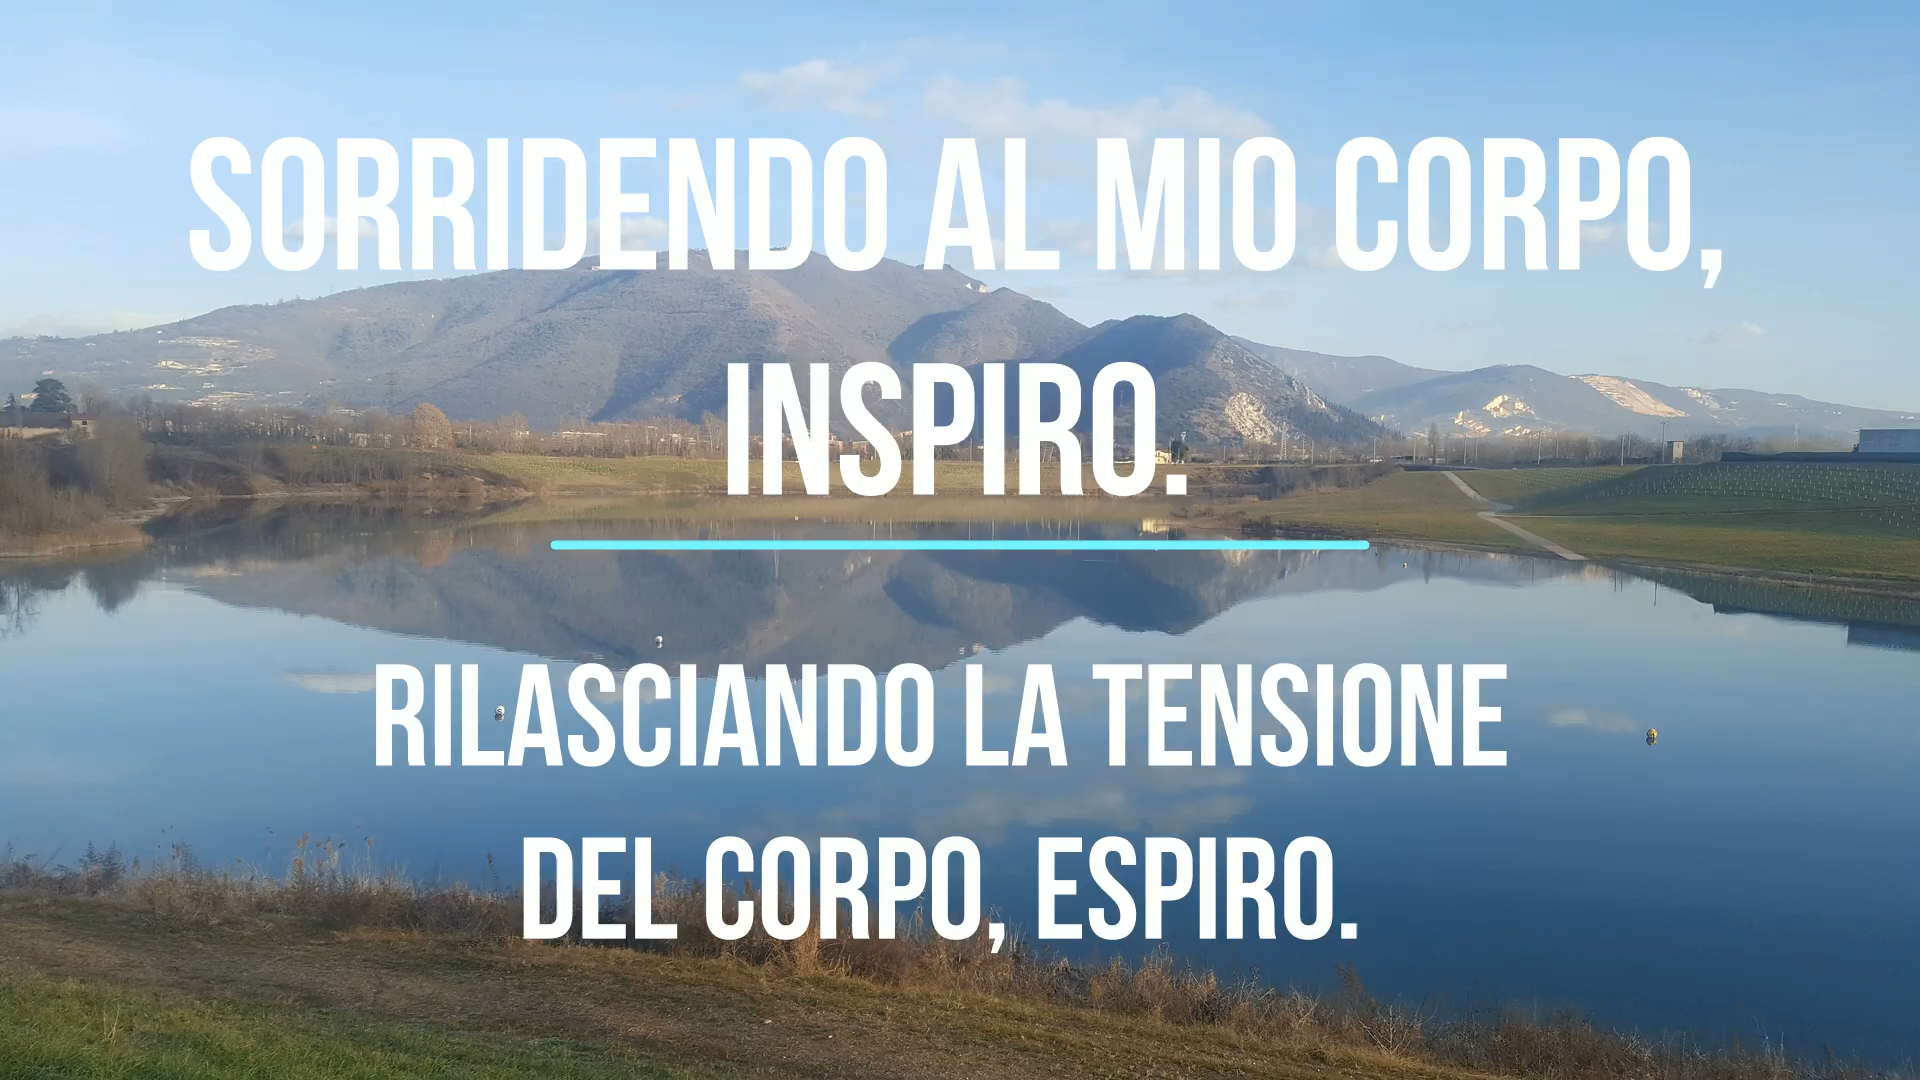 SORRIDENDO AL MIO CORPO,
INSPIRO.
RILASCIANDO LA TENSIONE
DEL CORPO, ESPIRO.